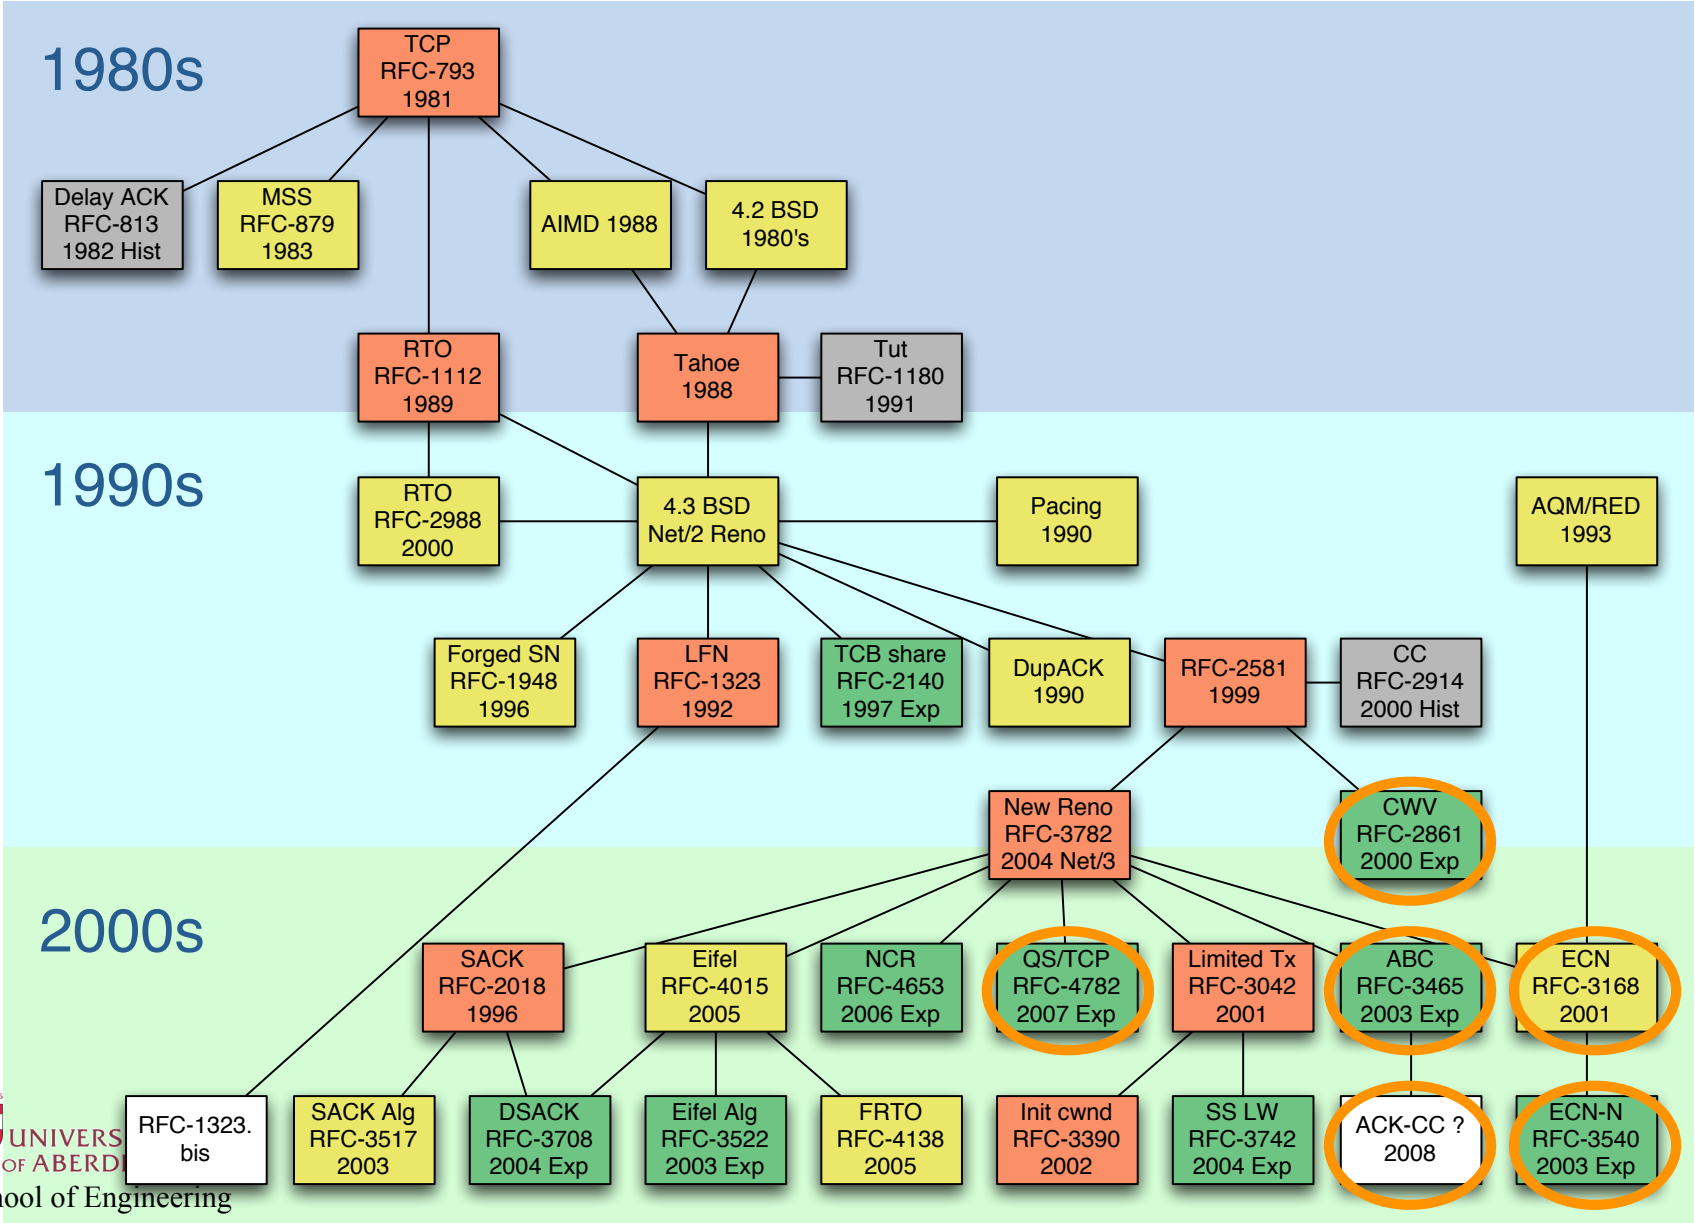 1980s
TCP
RFC-793
1981
Delay ACK
RFC-813
1982 Hist
MSS
RFC-879
1983
AIMD 1988
4.2 BSD
1980's
RTO
RFC-1112
1989
Tahoe
1988
Tut
RFC-1180
1991
1990s
RTO
RFC-2988
2000
4.3 BSD
Net/2 Reno
Pacing
1990
AQM/RED
1993
Forged SN
RFC-1948
1996
LFN
RFC-1323
1992
TCB share
RFC-2140
1997 Exp
DupACK
1990
RFC-2581
1999
CC
RFC-2914
2000 Hist
New Reno
RFC-3782
2004 Net/3
CWV
RFC-2861
2000 Exp
2000s
SACK
RFC-2018
1996
Eifel
RFC-4015
2005
NCR
RFC-4653
2006 Exp
QS/TCP
RFC-4782
2007 Exp
Limited Tx
RFC-3042
2001
ABC
RFC-3465
2003 Exp
ECN
RFC-3168
2001
RFC-1323.
bis
SACK Alg
RFC-3517
2003
DSACK
RFC-3708
2004 Exp
Eifel Alg
RFC-3522
2003 Exp
FRTO
RFC-4138
2005
Init cwnd
RFC-3390
2002
SS LW
RFC-3742
2004 Exp
ACK-CC ?
2008
ECN-N
RFC-3540
2003 Exp
UNIVERS
OF ABERD
ool of Engineering